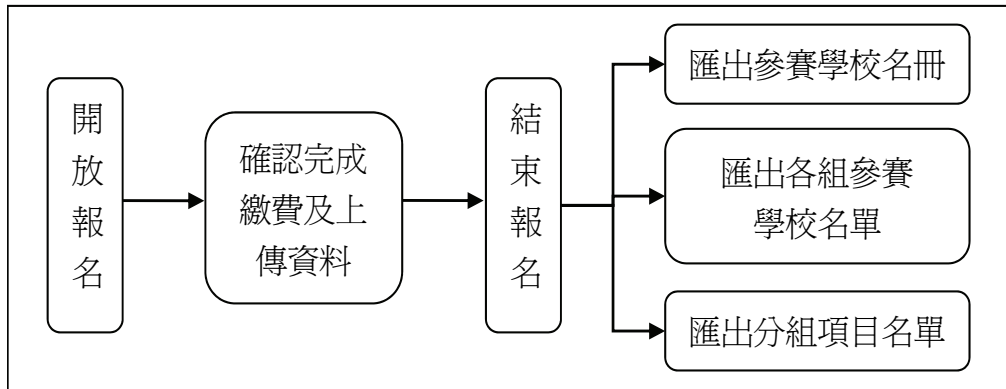 開放報名
確認完成
繳費及上
傳資料
結束報名
匯出參賽學校名冊
匯出各組參賽
學校名單
匯出分組項目名單